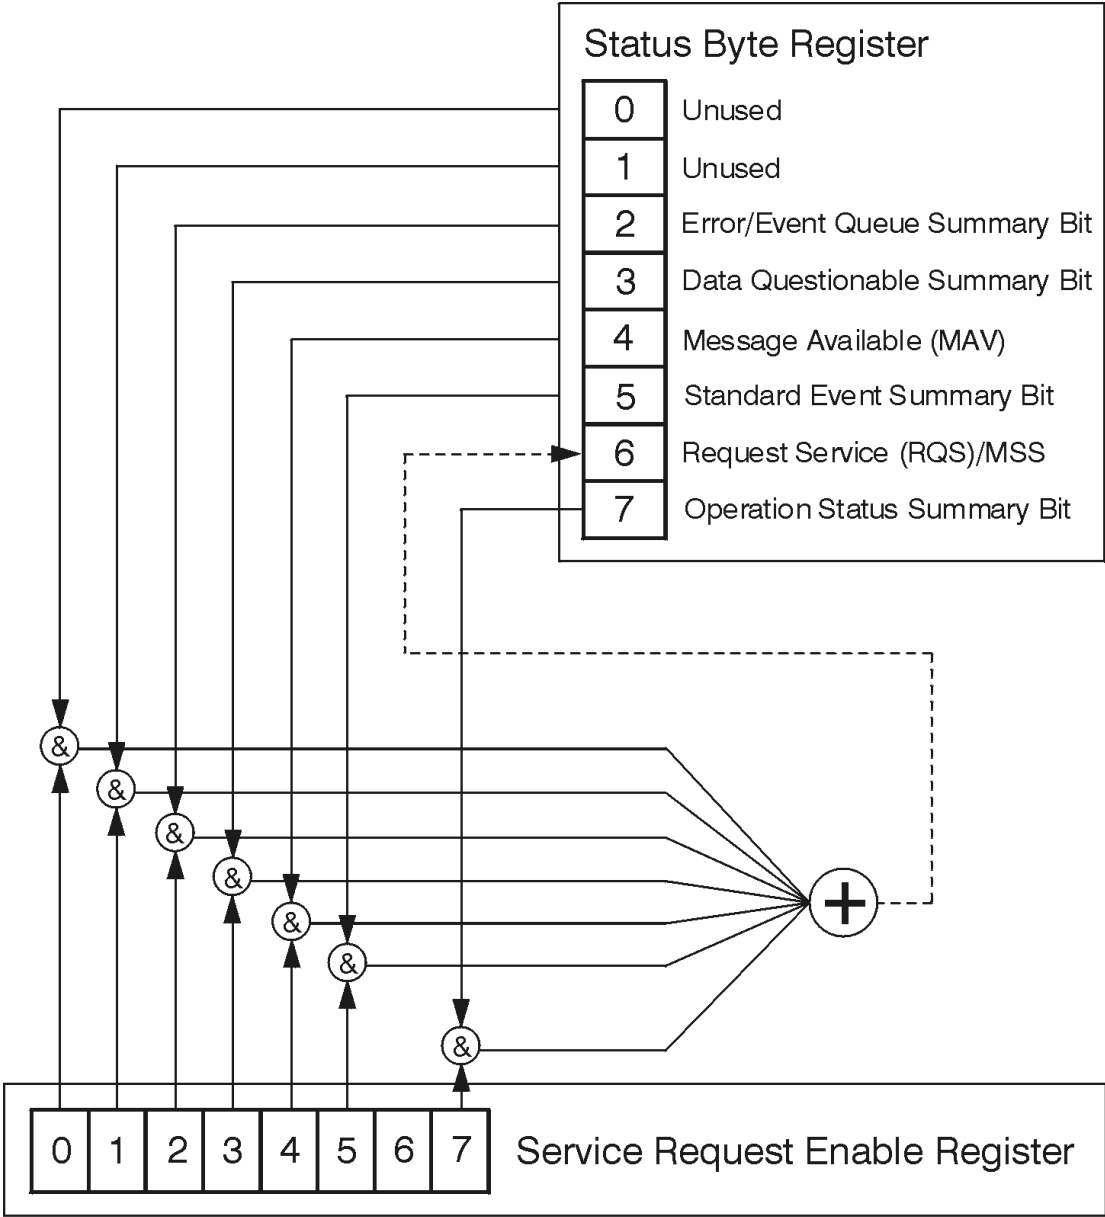 Status Byte Register
0 Unused
1 Unused
2 Error/Event Queue Summary Bit
3 Data Questionable Summary Bit
4 Message Available (MAV)
5 Standard Event Summary Bit
6 Request Service (RQS)/MSS
7 Operation Status Summary Bit
&
&
&
&
&
&
&
+
0 1 2 3 4 5 6 7 Service Request Enable Register